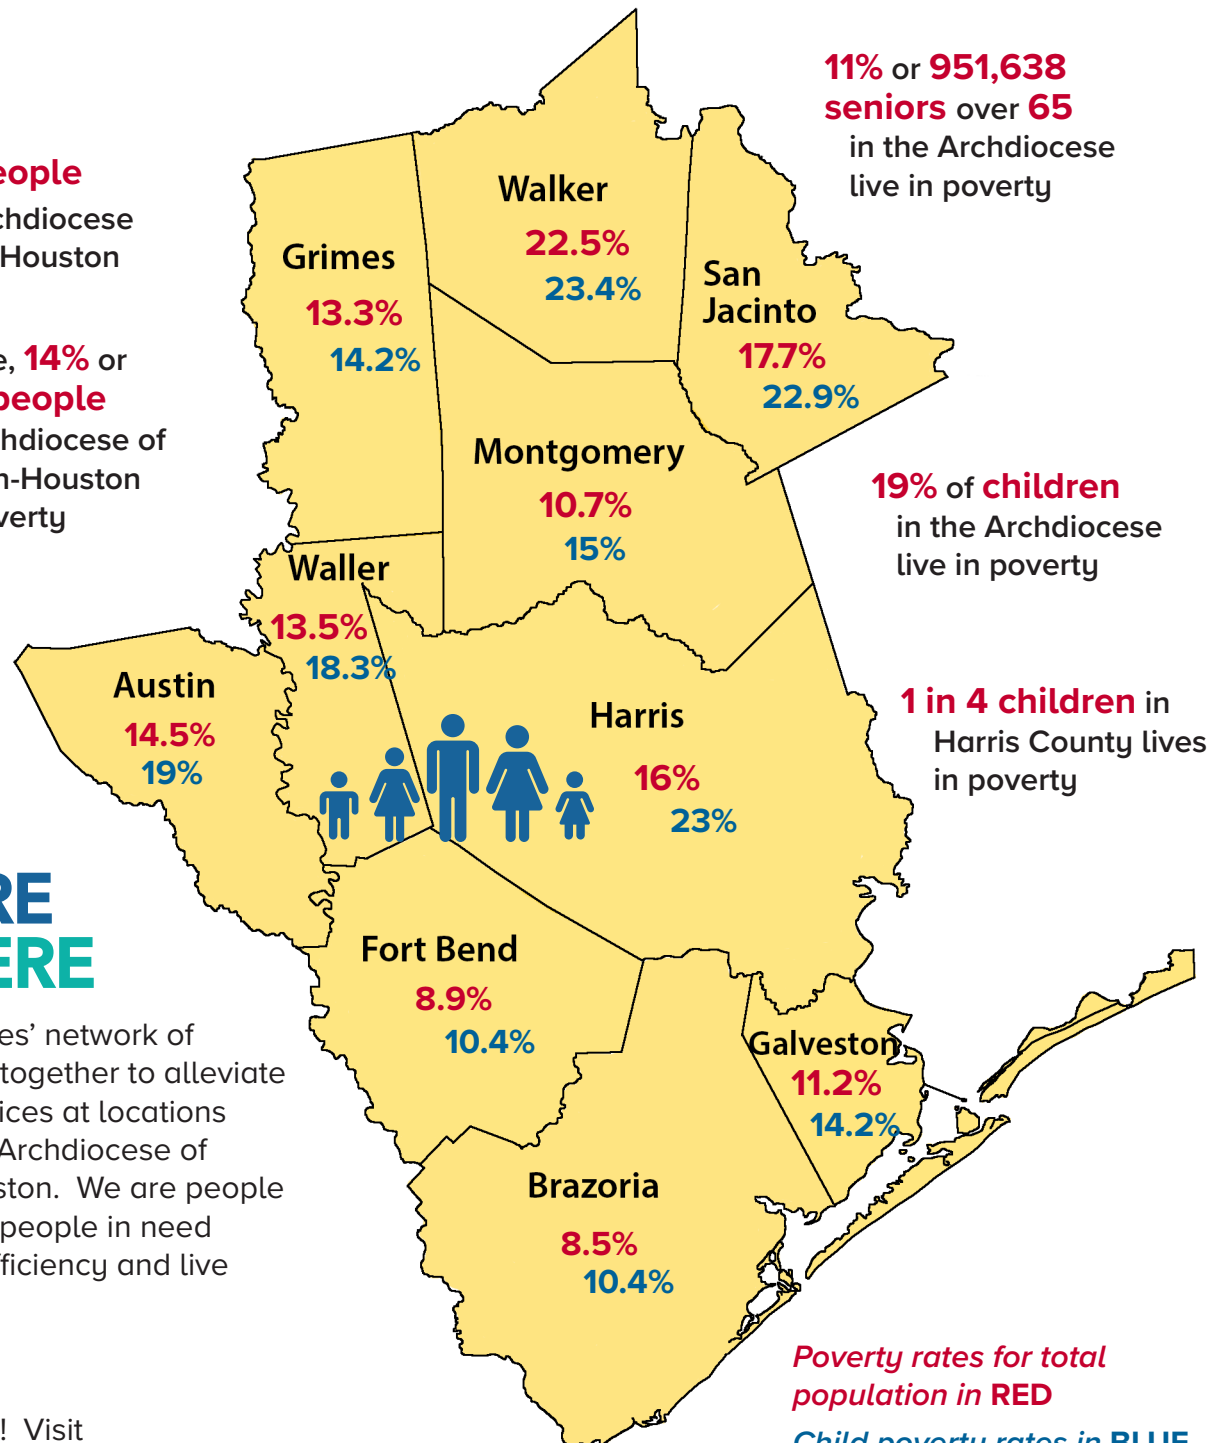 11% or 951,638
seniors over 65
in the Archdiocese
live in poverty
eople
chdiocese
Houston
e, 14% or
people
hdiocese of
n-Houston
verty
Walker
22.5%
23.4%
Grimes
13.3%
14.2%
San
Jacinto
17.7%
22.9%
Montgomery
10.7%
15%
19% of children
in the Archdiocese
live in poverty
Waller
13.5%
18.3%
Austin
14.5%
19%
Harris
16%
23%
1 in 4 children in
Harris County lives
in poverty
RE
ERE
Fort Bend
8.9%
10.4%
Galveston
11.2%
14.2%
es’ network of
together to alleviate
ices at locations
Archdiocese of
ston. We are people
people in need
fficiency and live
Brazoria
8.5%
10.4%
! Visit
Poverty rates for total
population in RED
Child poverty rates in BLUE